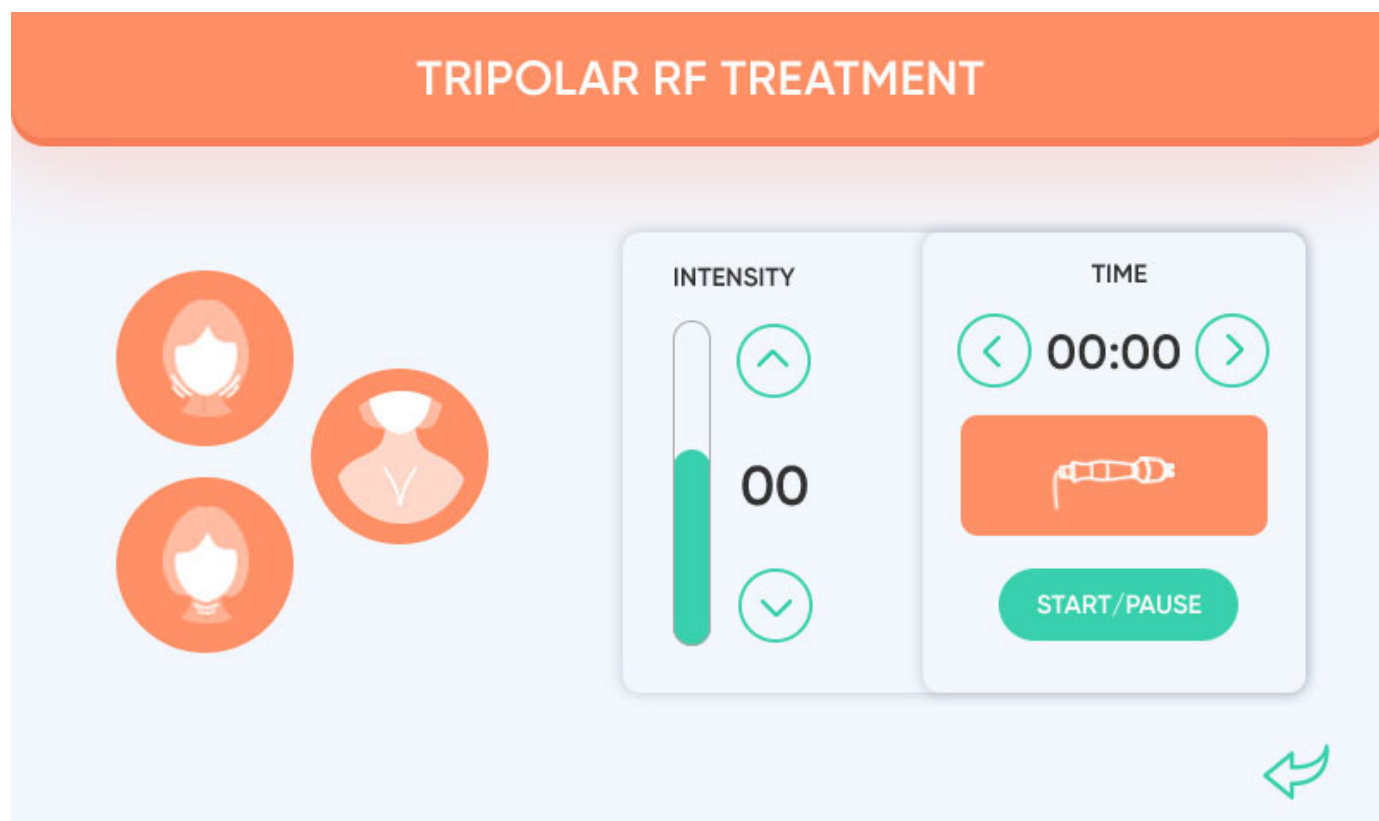 TRIPOLAR RF TREATMENT
INTENSITY
00
TIME
00:00
START/PAUSE